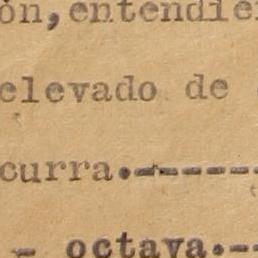 ón, entendie
elevado de
curra.------
- octava.--